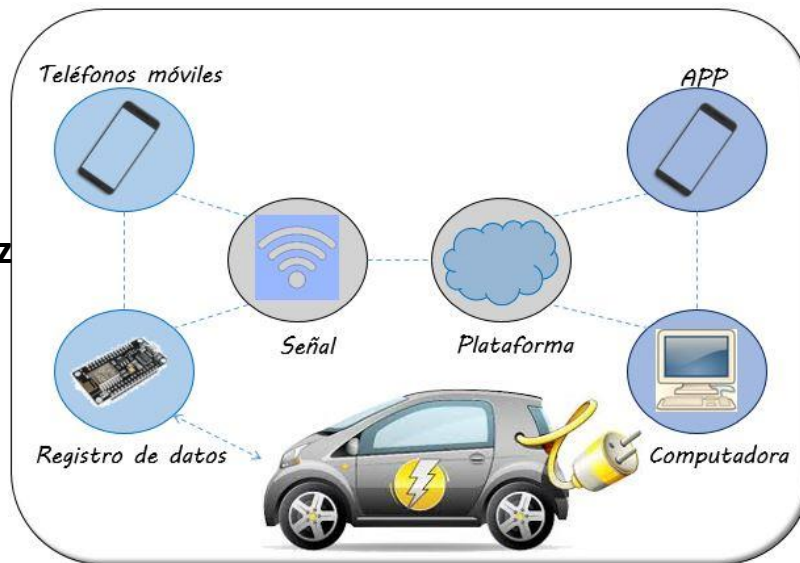 Teléfonos móviles
APP
z
Señal
Plataforma
Registro de datos
Computadora